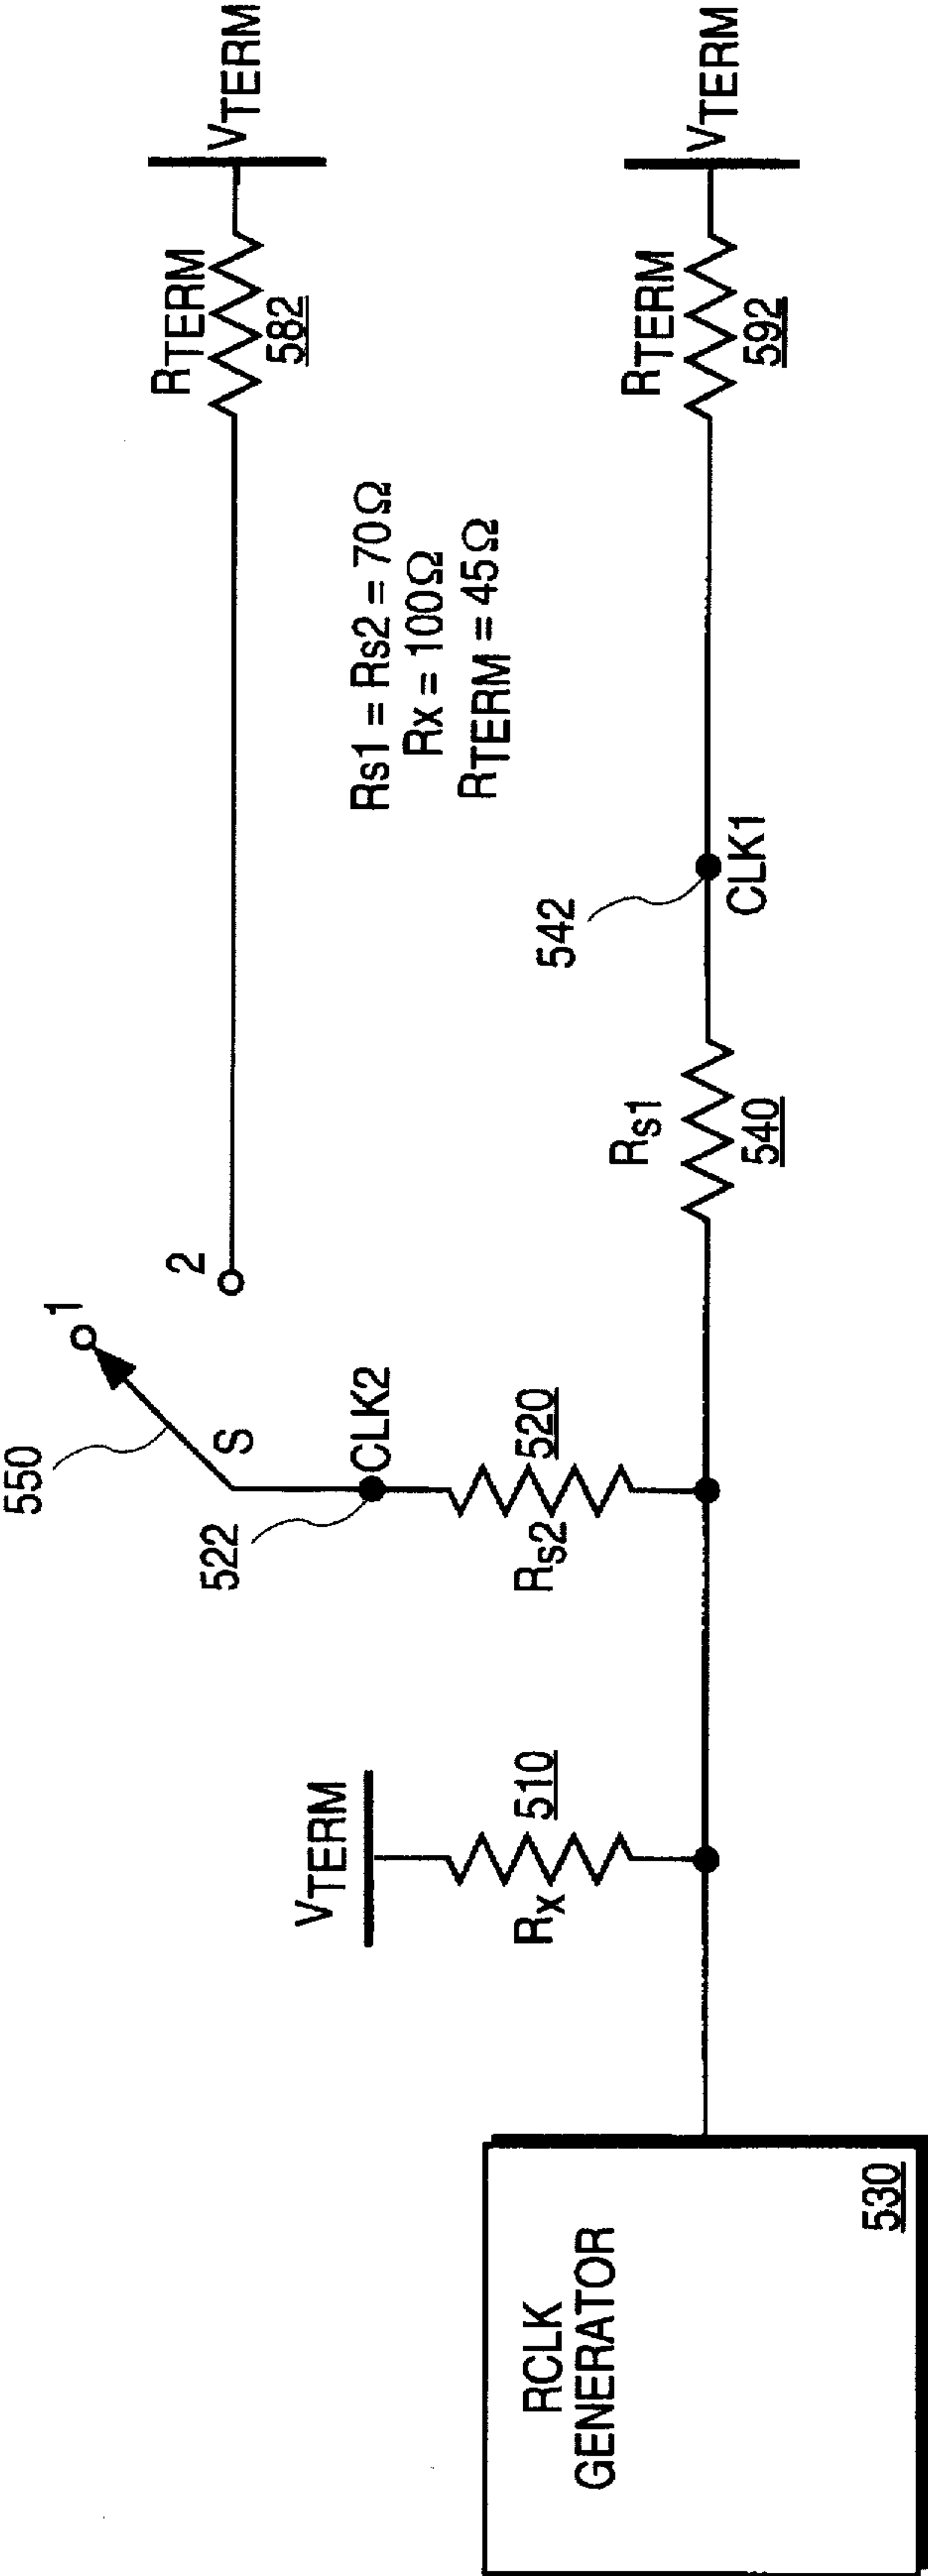 550
1
S
2
522
CLK2
RTERM
582
VTERM
VTERM
Rx
510
Rs2
520
Rs1 = Rs2 = 70Ω
Rx = 100Ω
RTERM = 45Ω
RCLK
GENERATOR
530
Rs1
540
542
CLK1
RTERM
592
VTERM